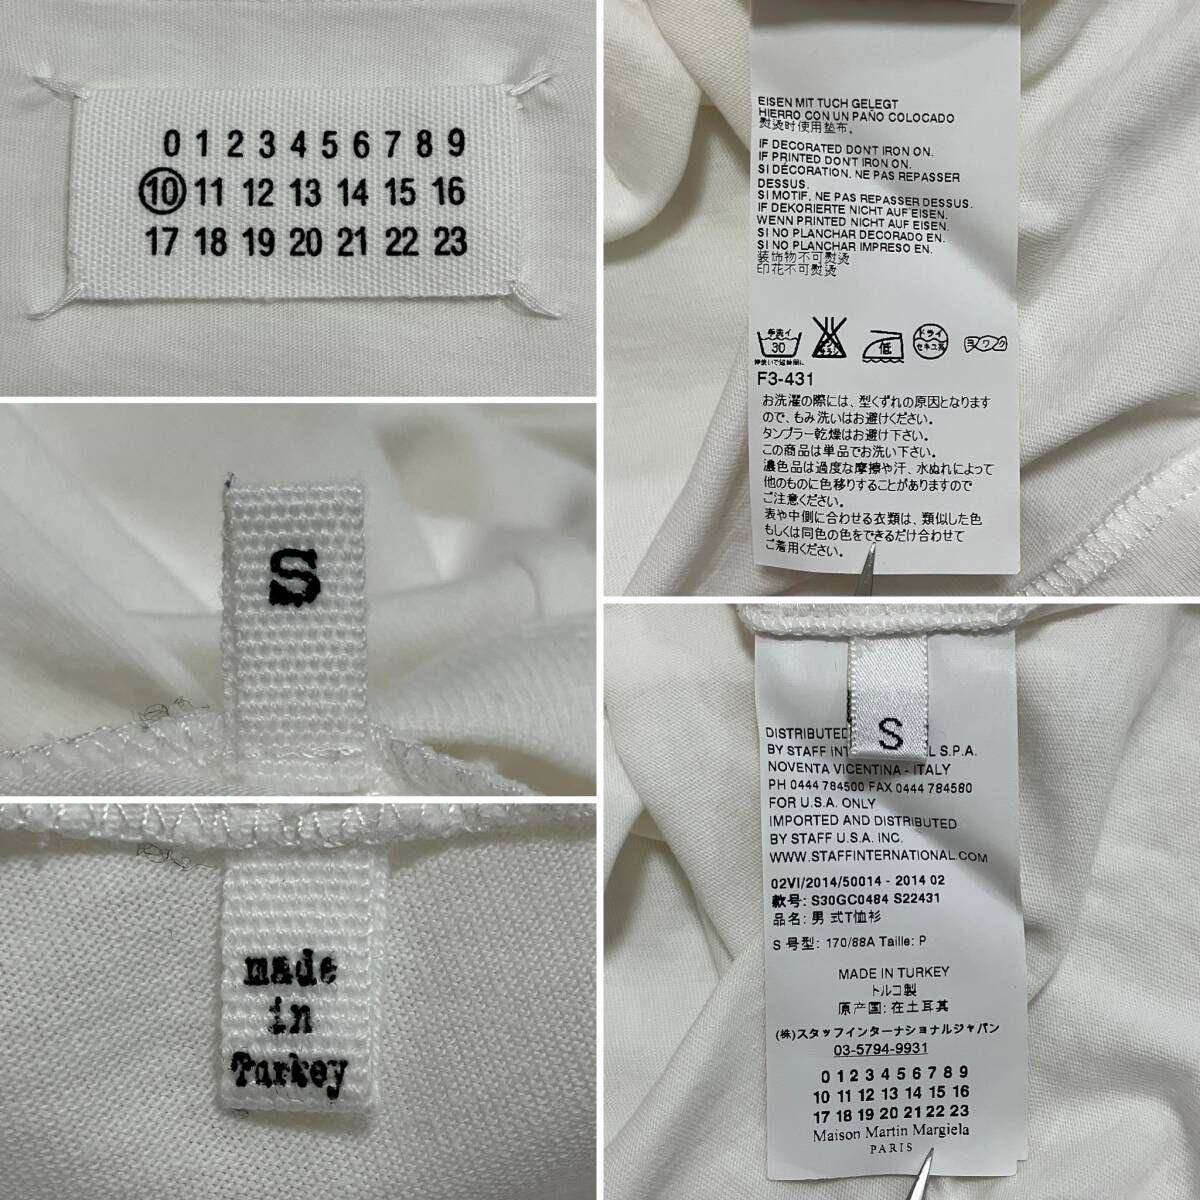 0 1 2 3 4 5 6 7 8 9
10 11 12 13 14 15 16
17 18 19 20 21 22 23
S
made
in
Turkey
EISEN MIT TUCH GELEGT
HIERRO CON UN PAÑO COLOCADO
熨烫时使用垫布。
IF DECORATED DON'T IRON ON.
IF PRINTED DON'T IRON ON.
SI DÉCORATION, NE PAS REPASSER
DESSUS.
SI MOTIF, NE PAS REPASSER DESSUS.
IF DEKORIERTE NICHT AUF EISEN.
WENN PRINTED NICHT AUF EISEN.
SI NO PLANCHAR DECORADO EN.
SI NO PLANCHAR IMPRESO EN.
装饰物不可熨烫
印花不可熨烫
手洗イ 30 低 ドライ セキユ系 ヨワク
F3-431
お洗濯の際には、型くずれの原因となります
ので、もみ洗いはお避けください。
タンブラー乾燥はお避け下さい。
この商品は単品でお洗い下さい。
濃色品は過度な摩擦や汗、水ぬれによって
他のものに色移りすることがありますので
ご注意ください。
表や中側に合わせる衣類は、類似した色
もしくは同色の色をできるだけ合わせて
ご着用ください。
S
DISTRIBUTED
BY STAFF INT L S.P.A.
NOVENTA VICENTINA - ITALY
PH 0444 784500 FAX 0444 784580
FOR U.S.A. ONLY
IMPORTED AND DISTRIBUTED
BY STAFF U.S.A. INC.
WWW.STAFFINTERNATIONAL.COM
02VI/2014/50014 - 2014 02
款号: S30GC0484 S22431
品名: 男 式T恤衫
S 号型: 170/88A Taille: P
MADE IN TURKEY
トルコ製
原产国: 在土耳其
(株)スタッフインターナショナルジャパン
03-5794-9931
0 1 2 3 4 5 6 7 8 9
10 11 12 13 14 15 16
17 18 19 20 21 22 23
Maison Martin Margiela
PARIS